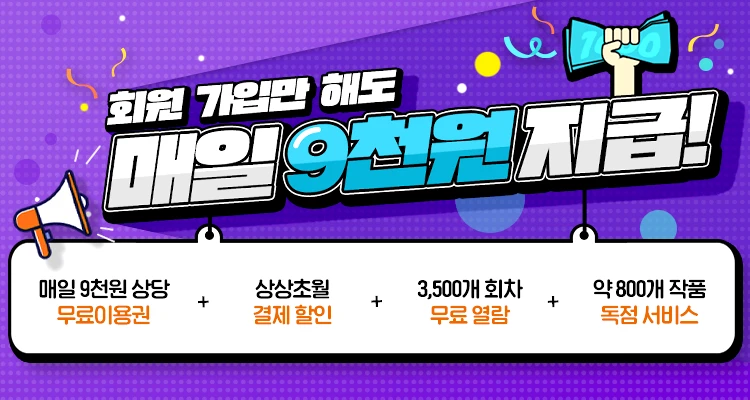 회원 가입만 해도
매일 9천원 지급!
매일 9천원 상당
무료이용권
+
상상초월
결제 할인
+
3,500개 회차
무료 열람
+
약 800개 작품
독점 서비스